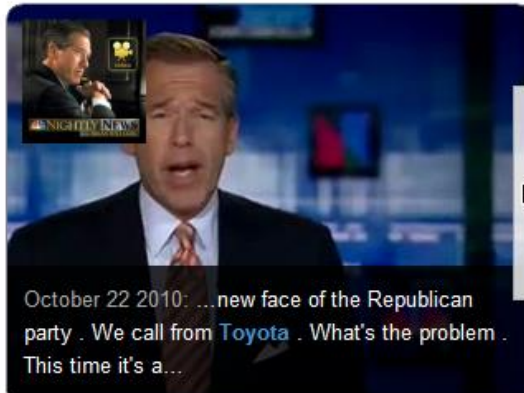 NIGHTLY NEWS
October 22 2010: ...new face of the Republican
party . We call from Toyota . What's the problem .
This time it's a...